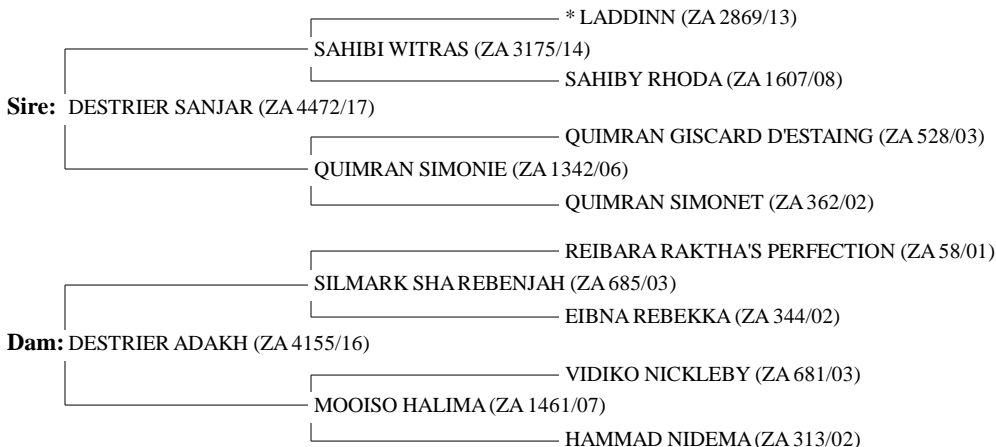 * LADDINN (ZA 2869/13)
SAHIBI WITRAS (ZA 3175/14)
SAHIBY RHODA (ZA 1607/08)
Sire: DESTRIER SANJAR (ZA 4472/17)
QUIMRAN GISCARD D'ESTAING (ZA 528/03)
QUIMRAN SIMONIE (ZA 1342/06)
QUIMRAN SIMONET (ZA 362/02)
REIBARA RAKTHA'S PERFECTION (ZA 58/01)
SILMARK SHA REBENJAH (ZA 685/03)
EIBNA REBEKKA (ZA 344/02)
Dam: DESTRIER ADAKH (ZA 4155/16)
VIDIKO NICKLEBY (ZA 681/03)
MOOISO HALIMA (ZA 1461/07)
HAMMAD NIDEMA (ZA 313/02)